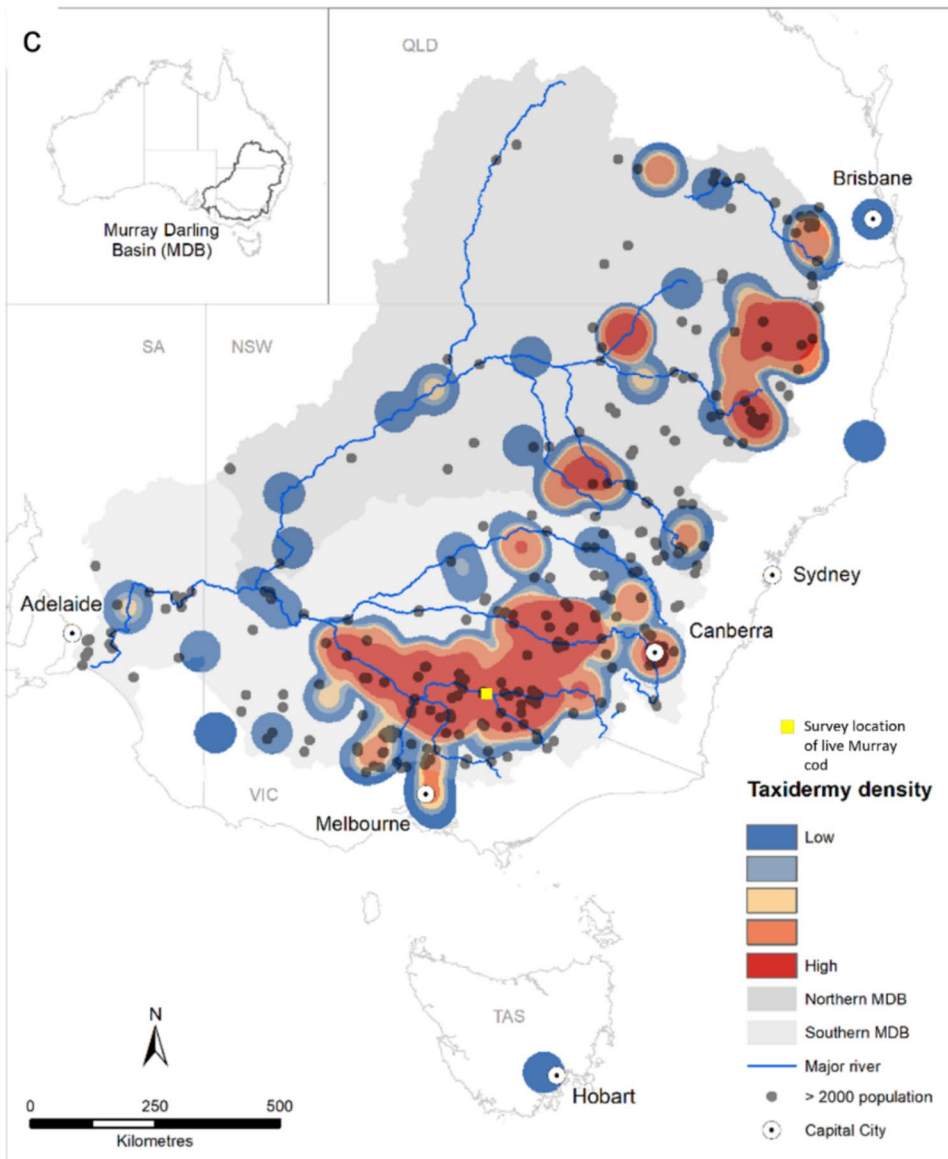 C
QLD
Brisbane
Murray Darling
Basin (MDB)
SA
NSW
Sydney
Adelaide
Canberra
Survey location
of live Murray
cod
VIC
Melbourne
Taxidermy density
Low
High
Northern MDB
Southern MDB
Major river
> 2000 population
Capital City
N
TAS
Hobart
0
250
500
Kilometres